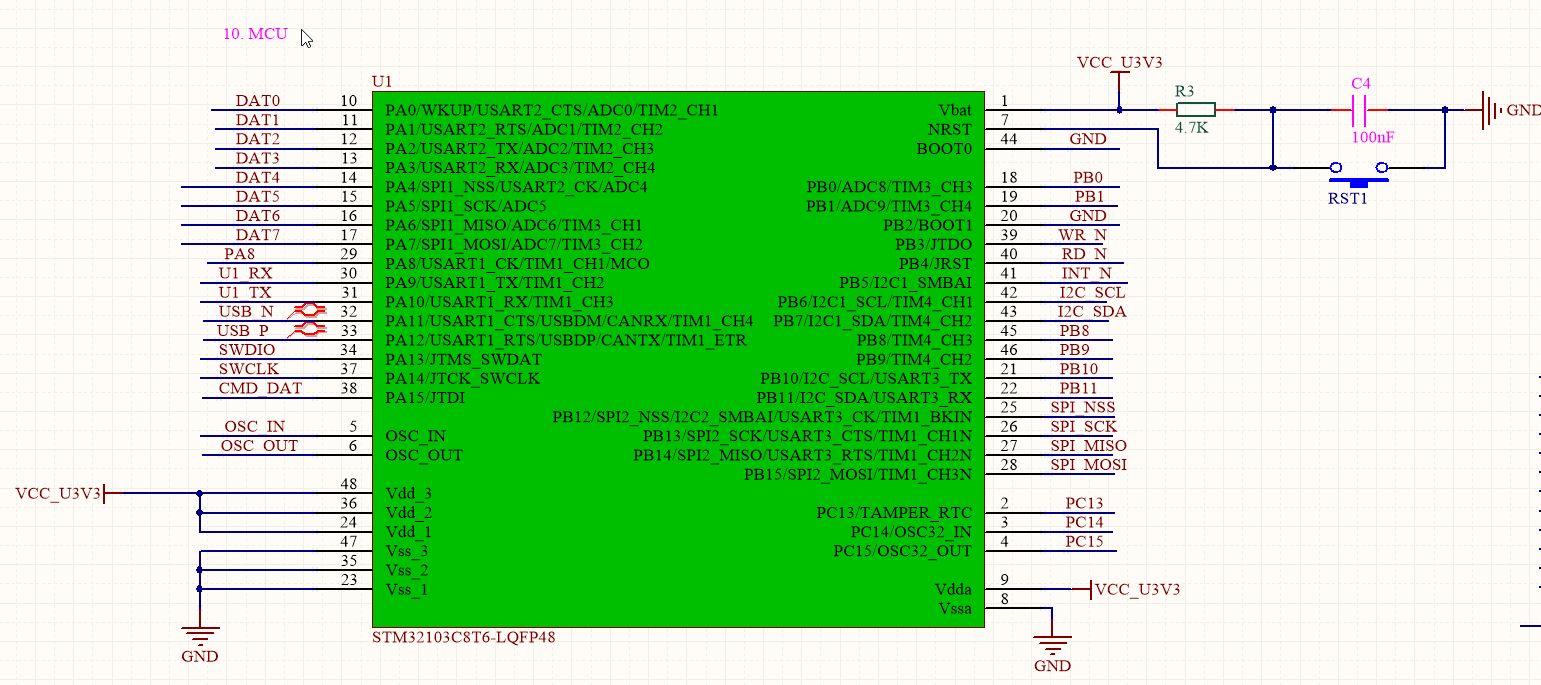 10. MCU
U1
DAT0 10 PA0/WKUP/USART2_CTS/ADC0/TIM2_CH1
DAT1 11 PA1/USART2_RTS/ADC1/TIM2_CH2
DAT2 12 PA2/USART2_TX/ADC2/TIM2_CH3
DAT3 13 PA3/USART2_RX/ADC3/TIM2_CH4
DAT4 14 PA4/SPI1_NSS/USART2_CK/ADC4
DAT5 15 PA5/SPI1_SCK/ADC5
DAT6 16 PA6/SPI1_MISO/ADC6/TIM3_CH1
DAT7 17 PA7/SPI1_MOSI/ADC7/TIM3_CH2
PA8 29 PA8/USART1_CK/TIM1_CH1/MCO
U1_RX 30 PA9/USART1_TX/TIM1_CH2
U1_TX 31 PA10/USART1_RX/TIM1_CH3
USB_N 32 PA11/USART1_CTS/USBDM/CANRX/TIM1_CH4
USB_P 33 PA12/USART1_RTS/USBDP/CANTX/TIM1_ETR
SWDIO 34 PA13/JTMS_SWDAT
SWCLK 37 PA14/JTCK_SWCLK
CMD_DAT 38 PA15/JTDI
OSC_IN 5 OSC_IN
OSC_OUT 6 OSC_OUT
VCC_U3V3 48 Vdd_3
36 Vdd_2
24 Vdd_1
47 Vss_3
35 Vss_2
23 Vss_1
GND
STM32103C8T6-LQFP48
Vbat 1
NRST 7
BOOT0 44 GND
PB0/ADC8/TIM3_CH3 18 PB0
PB1/ADC9/TIM3_CH4 19 PB1
PB2/BOOT1 20 GND
PB3/JTDO 39 WR_N
PB4/JRST 40 RD_N
PB5/I2C1_SMBAI 41 INT_N
PB6/I2C1_SCL/TIM4_CH1 42 I2C_SCL
PB7/I2C1_SDA/TIM4_CH2 43 I2C_SDA
PB8/TIM4_CH3 45 PB8
PB9/TIM4_CH2 46 PB9
PB10/I2C_SCL/USART3_TX 21 PB10
PB11/I2C_SDA/USART3_RX 22 PB11
PB12/SPI2_NSS/I2C2_SMBAI/USART3_CK/TIM1_BKIN 25 SPI_NSS
PB13/SPI2_SCK/USART3_CTS/TIM1_CH1N 26 SPI_SCK
PB14/SPI2_MISO/USART3_RTS/TIM1_CH2N 27 SPI_MISO
PB15/SPI2_MOSI/TIM1_CH3N 28 SPI_MOSI
PC13/TAMPER_RTC 2 PC13
PC14/OSC32_IN 3 PC14
PC15/OSC32_OUT 4 PC15
Vdda 9 VCC_U3V3
Vssa 8
GND
VCC_U3V3
R3
4.7K
C4
100nF
GND
RST1